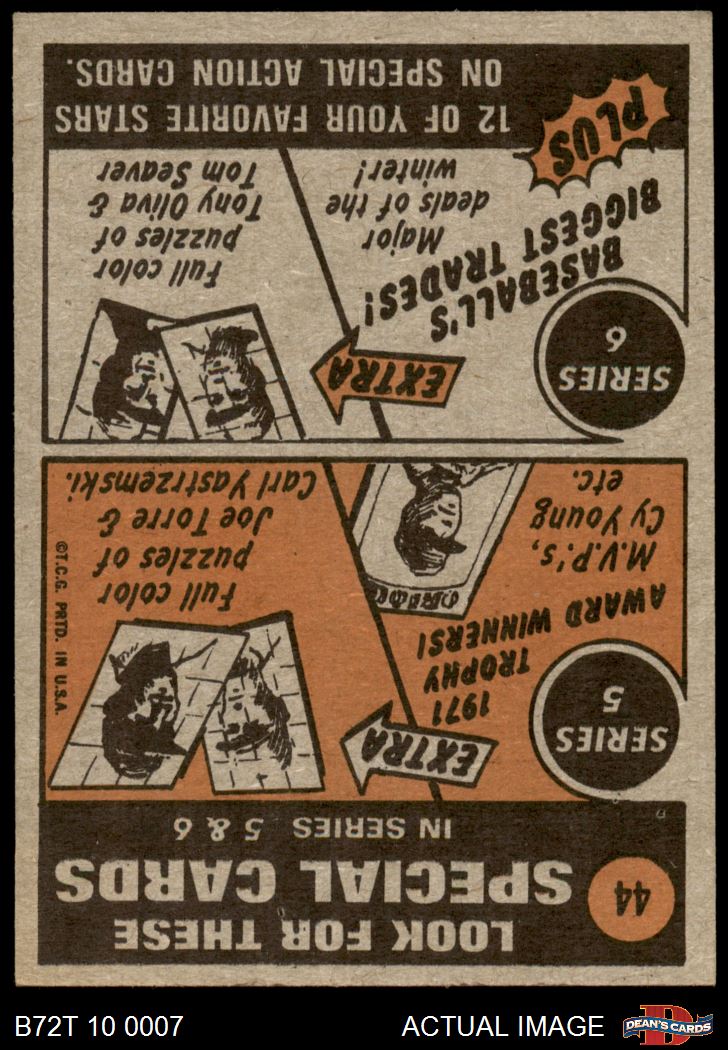 44
LOOK FOR THESE
SPECIAL CARDS
IN SERIES 5 & 6
SERIES
5
1971
TROPHY
AWARD WINNERS!
M.V.P.'s,
Cy Young
etc.
EXTRA
Full color
puzzles of
Joe Torre &
Carl Yastrzemski.
©T.C.G. PRTD. IN U.S.A.
SERIES
6
BASEBALL'S
BIGGEST TRADES!
Major
deals of the
winter!
EXTRA
Full color
puzzles of
Tony Oliva &
Tom Seaver
PLUS
12 OF YOUR FAVORITE STARS
ON SPECIAL ACTION CARDS.
B72T 10 0007
ACTUAL IMAGE
D
DEAN'S CARDS